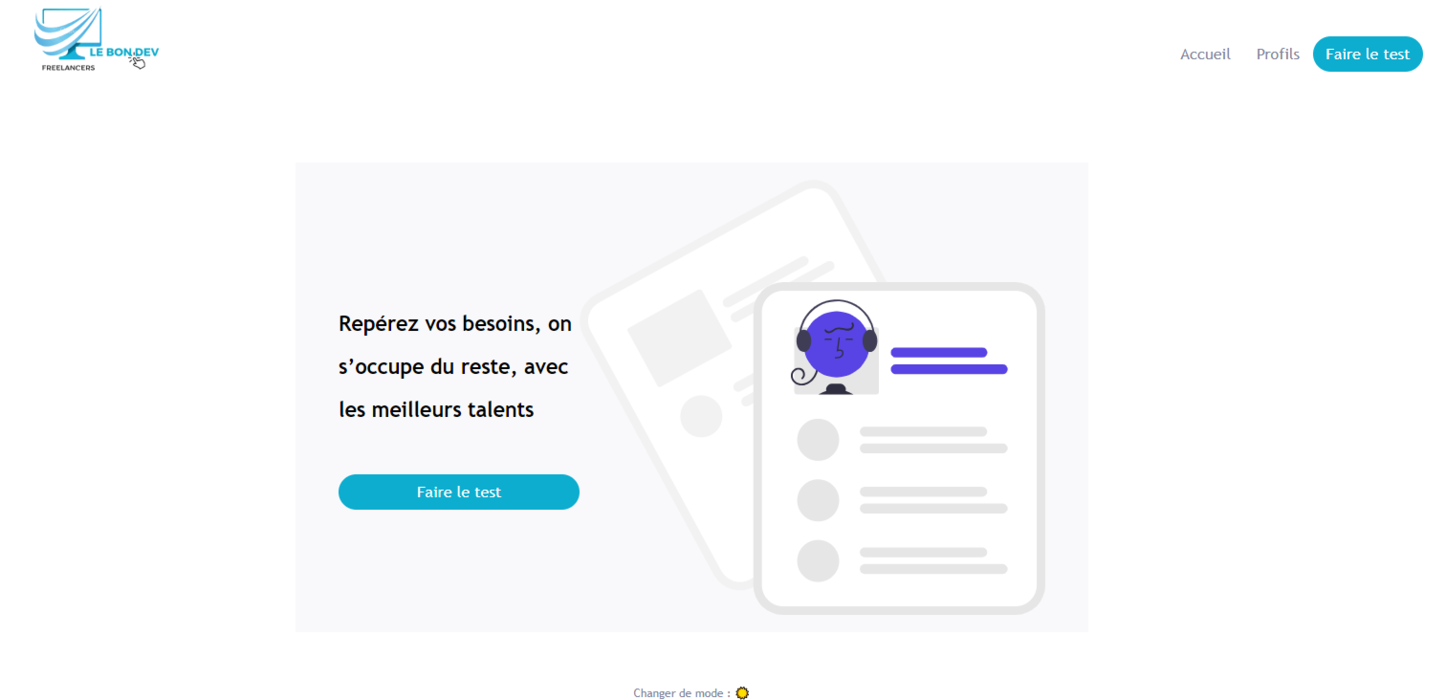 LE BON DEV
FREELANCERS
Accueil
Profils
Faire le test
Repérez vos besoins, on
s’occupe du reste, avec
les meilleurs talents
Faire le test
Changer de mode :